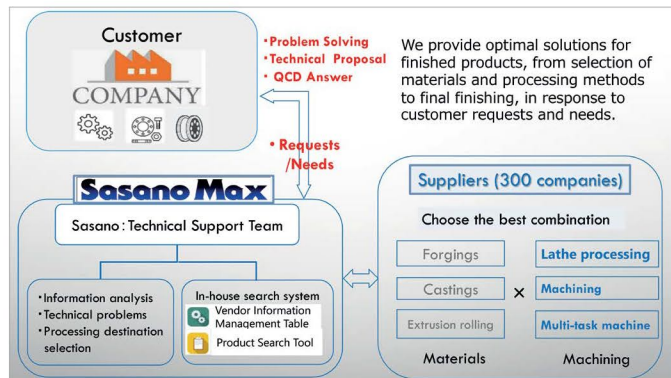 Customer
COMPANY
・Problem Solving
・Technical Proposal
・ QCD Answer
・Requests
/Needs
We provide optimal solutions for
finished products, from selection of
materials and processing methods
to final finishing, in response to
customer requests and needs.
Sasano Max
Sasano：Technical Support Team
・Information analysis
・Technical problems
・Processing destination
selection
In-house search system
Vendor Information
Management Table
Product Search Tool
Suppliers (300 companies)
Choose the best combination
Forgings
Castings
Extrusion rolling
×
Lathe processing
Machining
Multi-task machine
Materials
Machining